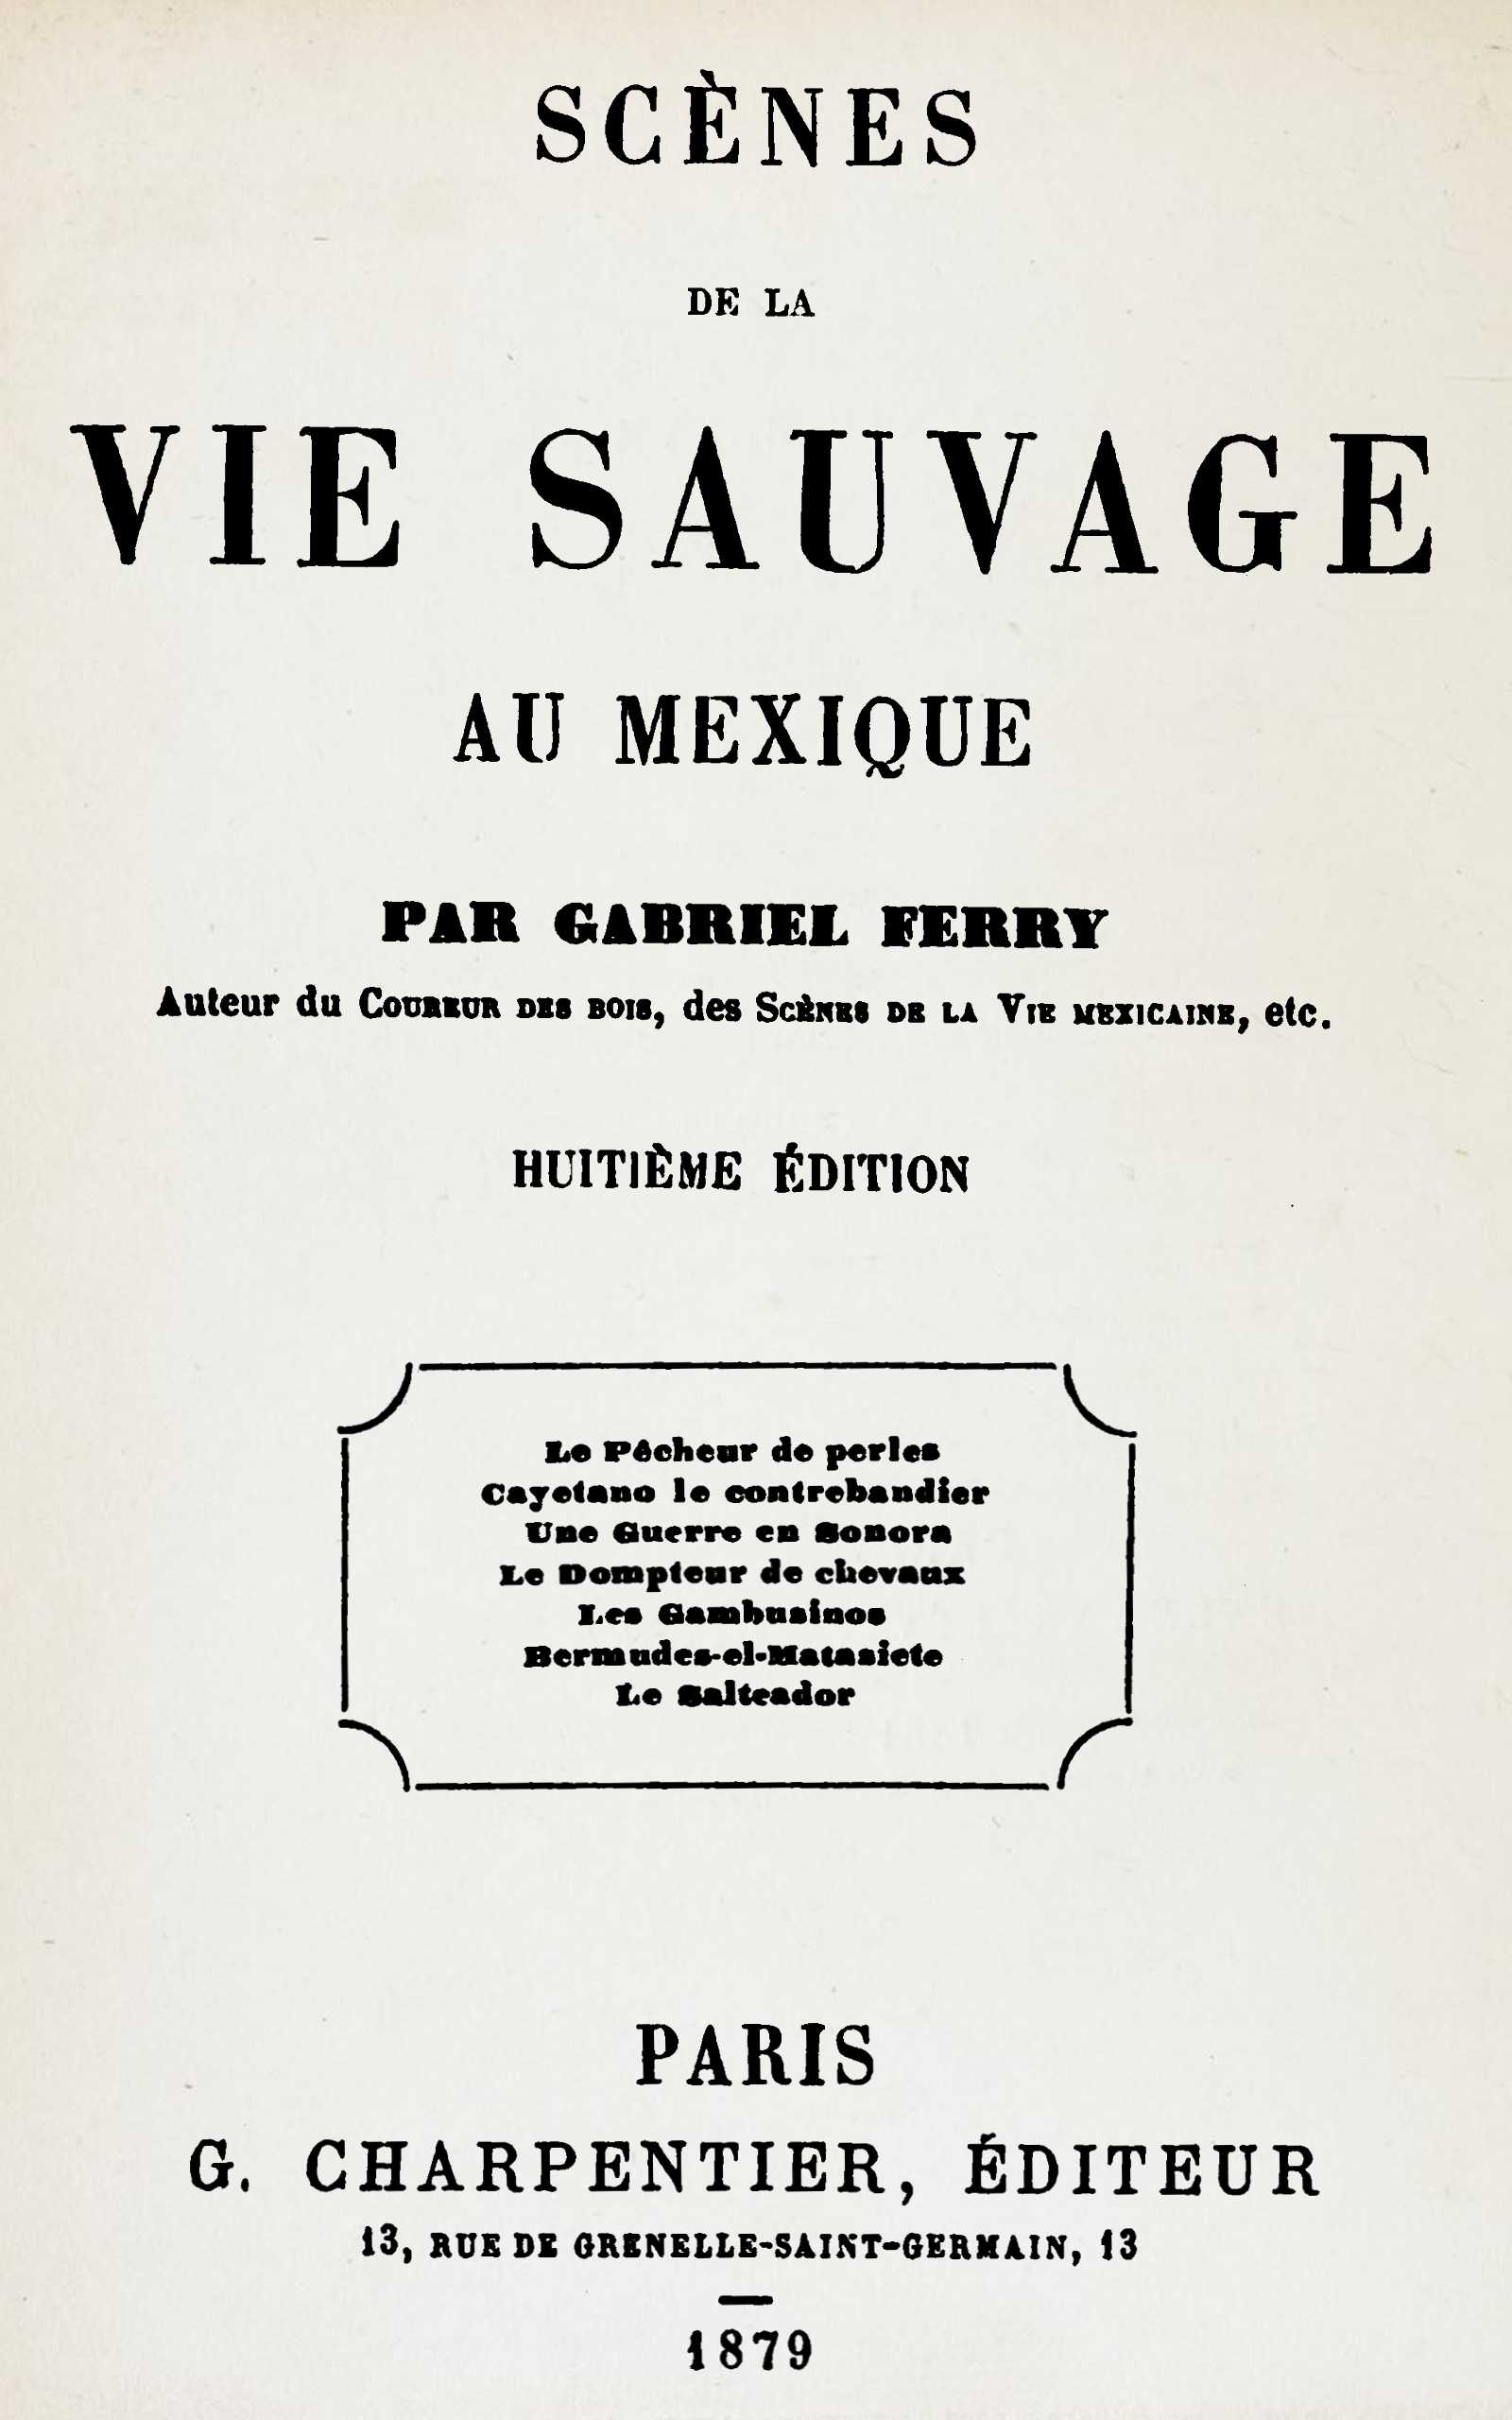 SCÈNES
DE LA
VIE SAUVAGE
AU MEXIQUE
PAR GABRIEL FERRY
Auteur du COUREUR DES BOIS, des SCÈNES DE LA VIE MEXICAINE, etc.
HUITIÈME ÉDITION
Le Pêcheur de perles
Cayetano le contrebandier
Une Guerre en Sonora
Le Dompteur de chevaux
Les Gambusinos
Bermudes-el-Matasiete
Le Salteador
PARIS
G. CHARPENTIER, ÉDITEUR
13, RUE DE GRENELLE-SAINT-GERMAIN, 13
1879